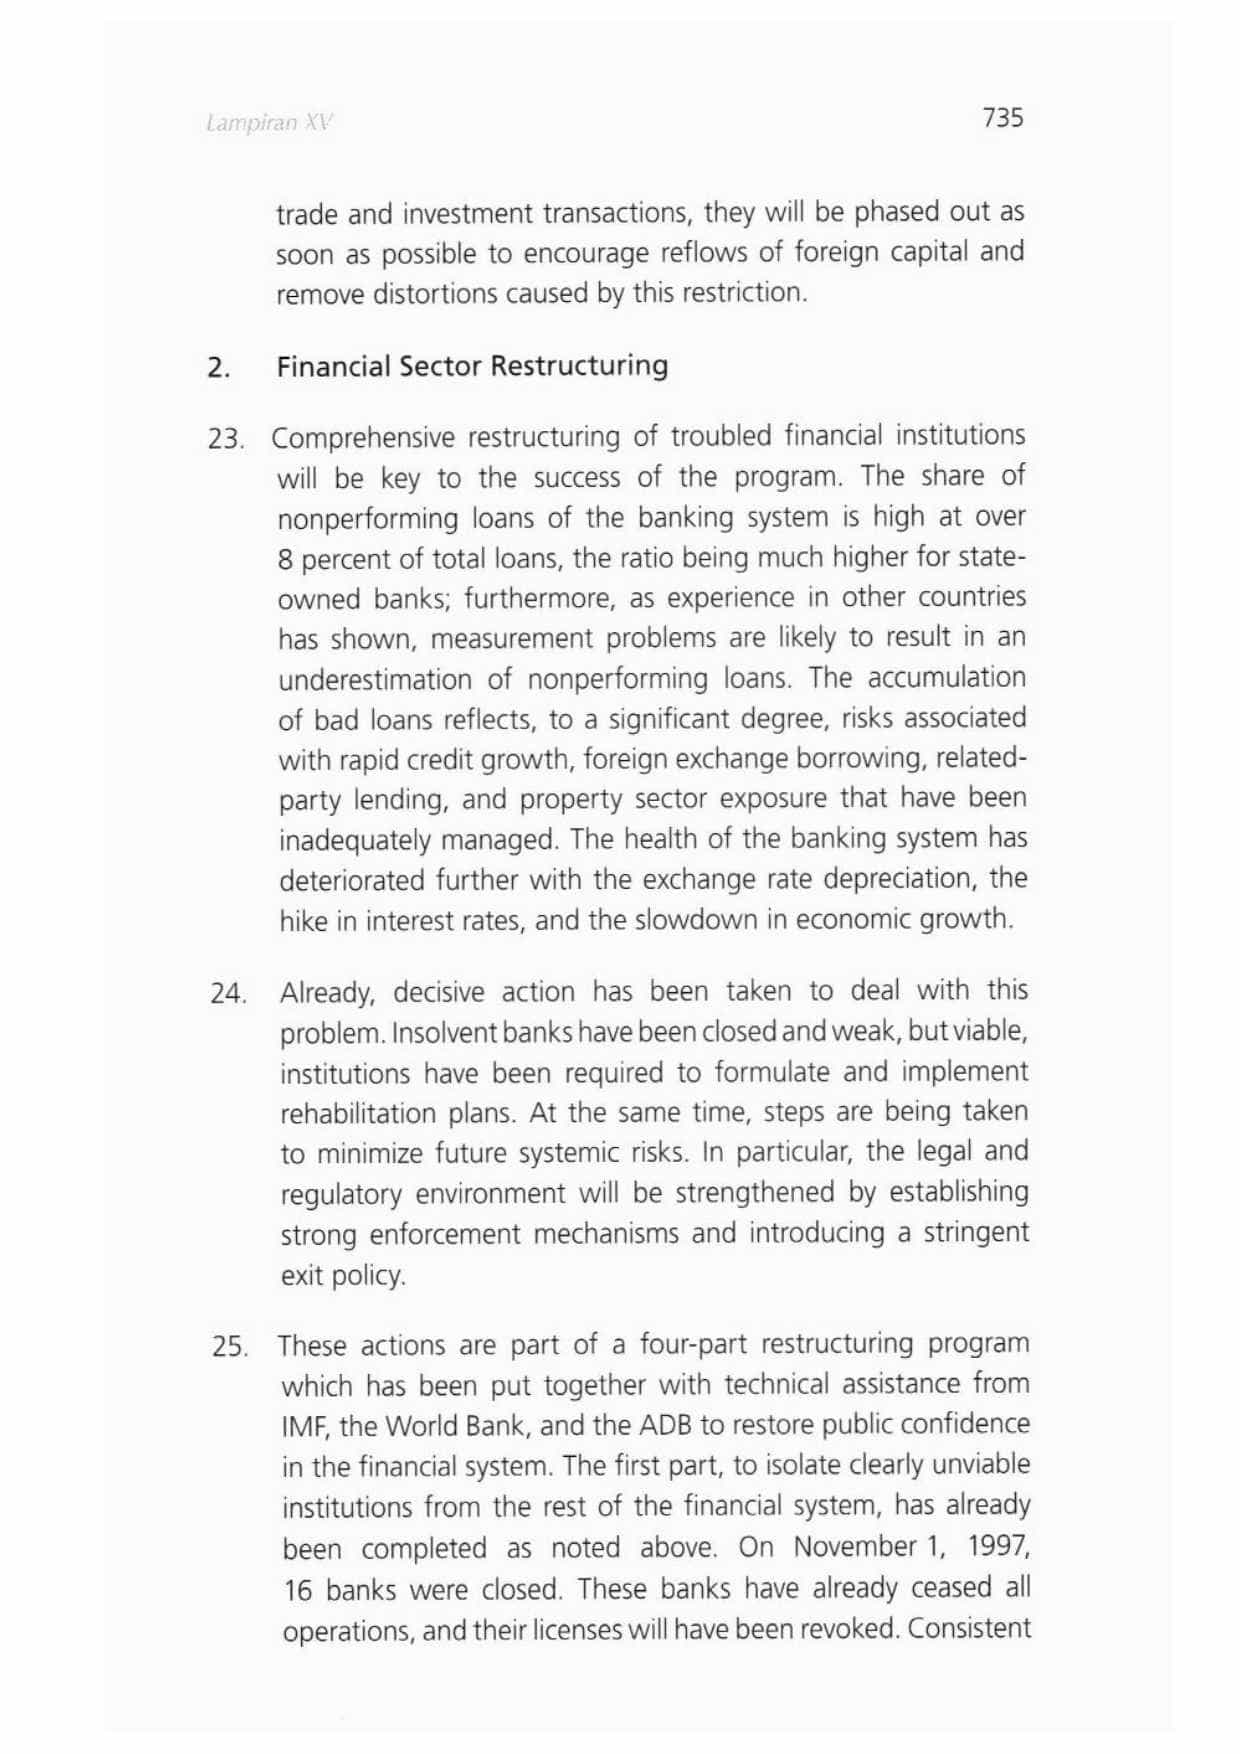 Lampiran XV
735
trade and investment transactions, they will be phased out as
soon as possible to encourage reflows of foreign capital and
remove distortions caused by this restriction.
2. Financial Sector Restructuring
23. Comprehensive restructuring of troubled financial institutions
will be key to the success of the program. The share of
nonperforming loans of the banking system is high at over
8 percent of total loans, the ratio being much higher for state-
owned banks; furthermore, as experience in other countries
has shown, measurement problems are likely to result in an
underestimation of nonperforming loans. The accumulation
of bad loans reflects, to a significant degree, risks associated
with rapid credit growth, foreign exchange borrowing, related-
party lending, and property sector exposure that have been
inadequately managed. The health of the banking system has
deteriorated further with the exchange rate depreciation, the
hike in interest rates, and the slowdown in economic growth.
24. Already, decisive action has been taken to deal with this
problem. Insolvent banks have been closed and weak, but viable,
institutions have been required to formulate and implement
rehabilitation plans. At the same time, steps are being taken
to minimize future systemic risks. In particular, the legal and
regulatory environment will be strengthened by establishing
strong enforcement mechanisms and introducing a stringent
exit policy.
25. These actions are part of a four-part restructuring program
which has been put together with technical assistance from
IMF, the World Bank, and the ADB to restore public confidence
in the financial system. The first part, to isolate clearly unviable
institutions from the rest of the financial system, has already
been completed as noted above. On November 1, 1997,
16 banks were closed. These banks have already ceased all
operations, and their licenses will have been revoked. Consistent